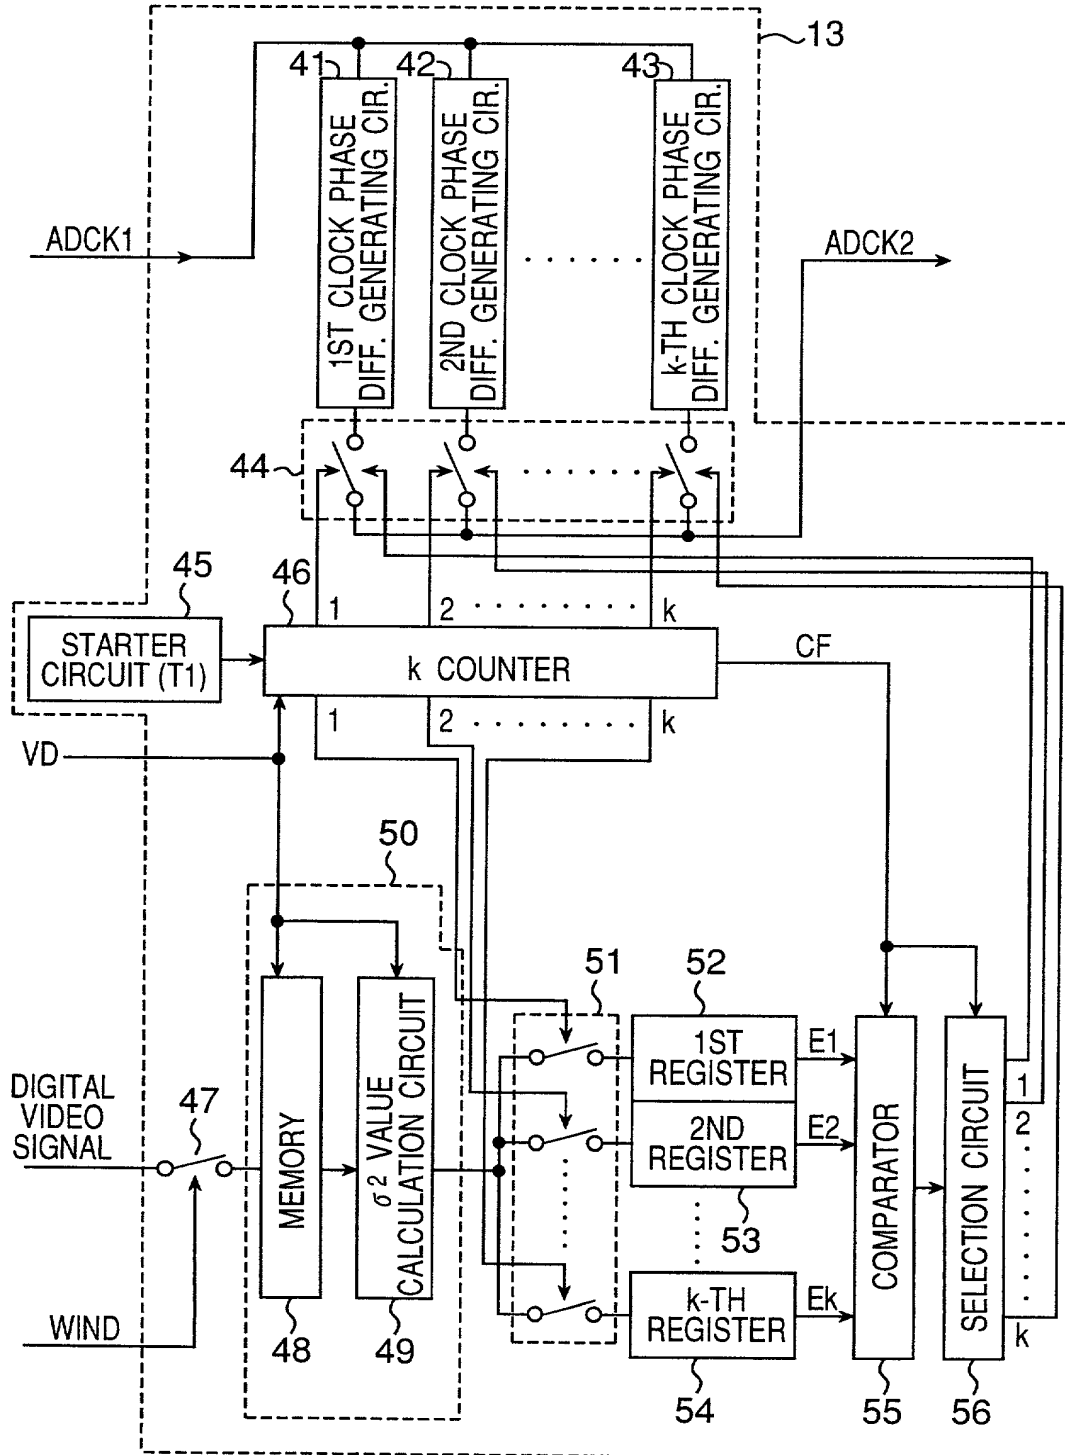 13
41
42
43
1ST CLOCK PHASE
DIFF. GENERATING CIR.
2ND CLOCK PHASE
DIFF. GENERATING CIR.
k-TH CLOCK PHASE
DIFF. GENERATING CIR.
ADCK1
ADCK2
44
45
46
1
2
k
STARTER
CIRCUIT (T1)
k COUNTER
CF
1
2
k
VD
50
51
52
1ST
REGISTER
E1
2ND
REGISTER
E2
53
DIGITAL
VIDEO
SIGNAL
47
MEMORY
σ2 VALUE
CALCULATION CIRCUIT
COMPARATOR
SELECTION CIRCUIT
1
2
k
k-TH
REGISTER
Ek
WIND
48
49
54
55
56